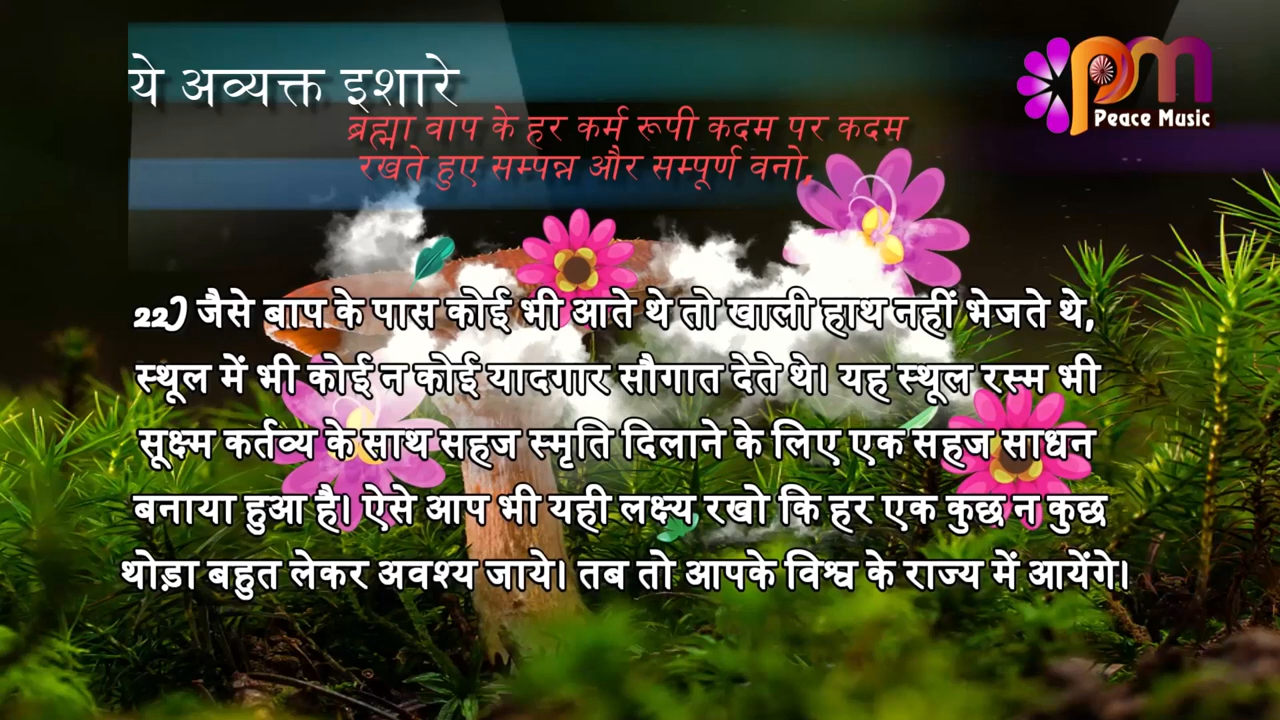 ये अव्यक्त इशारे
ब्रह्मा वाप के हर कर्म रूपी कदम पर कदम
रखते हुए सम्पन्न और सम्पूर्ण वनो,
pm
Peace Music
22) जैसे बाप के पास कोई भी आते थे तो खाली हाथ नहीं भेजते थे,
स्थूल में भी कोई न कोई यादगार सौगात देते थे। यह स्थूल रस्म भी
सूक्ष्म कर्तव्य के साथ सहज स्मृति दिलाने के लिए एक सहज साधन
बनाया हुआ है। ऐसे आप भी यही लक्ष्य रखो कि हर एक कुछ न कुछ
थोड़ा बहुत लेकर अवश्य जाये। तब तो आपके विश्व के राज्य में आयेंगे।